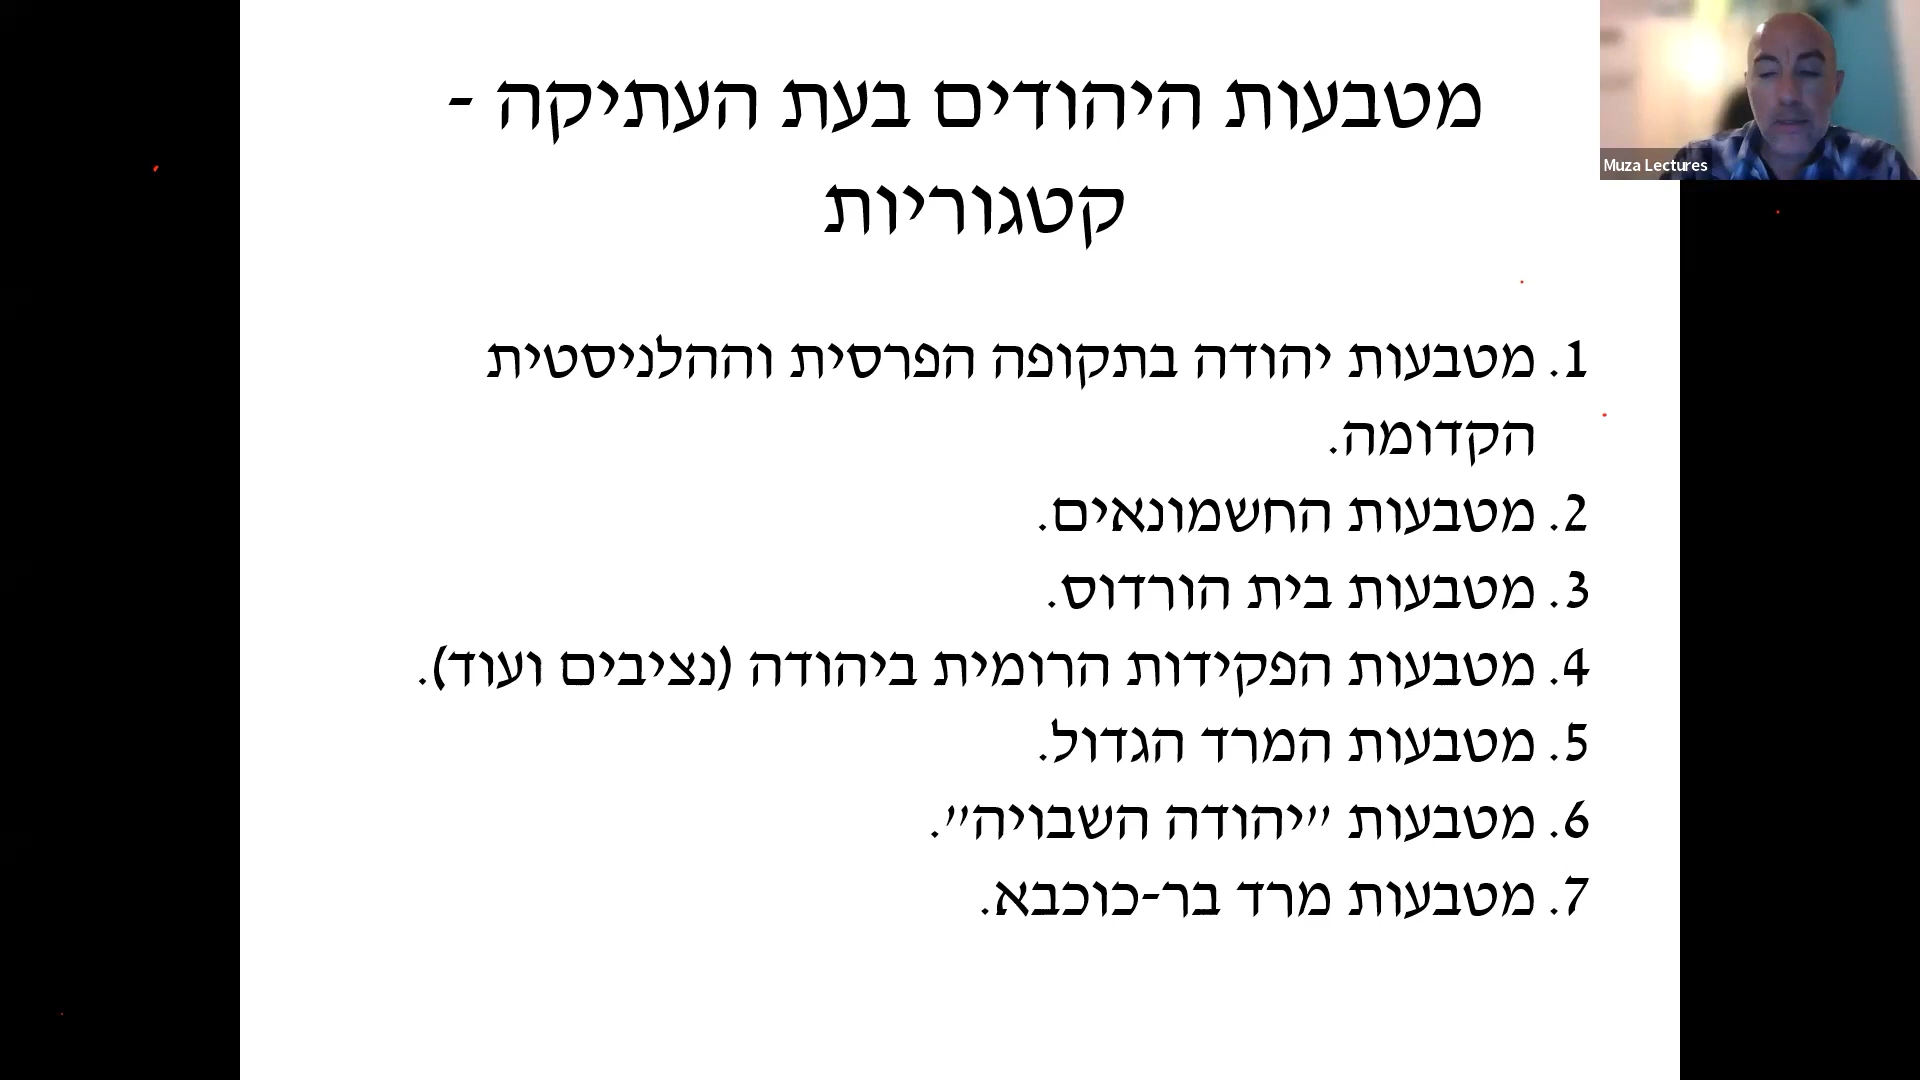 מטבעות היהודים בעת העתיקה -
קטגוריות
1. מטבעות יהודה בתקופה הפרסית וההלניסטית
הקדומה.
2. מטבעות החשמונאים.
3. מטבעות בית הורדוס.
4. מטבעות הפקידות הרומית ביהודה (נציבים ועוד).
5. מטבעות המרד הגדול.
6. מטבעות "יהודה השבויה".
7. מטבעות מרד בר-כוכבא.
Muza Lectures